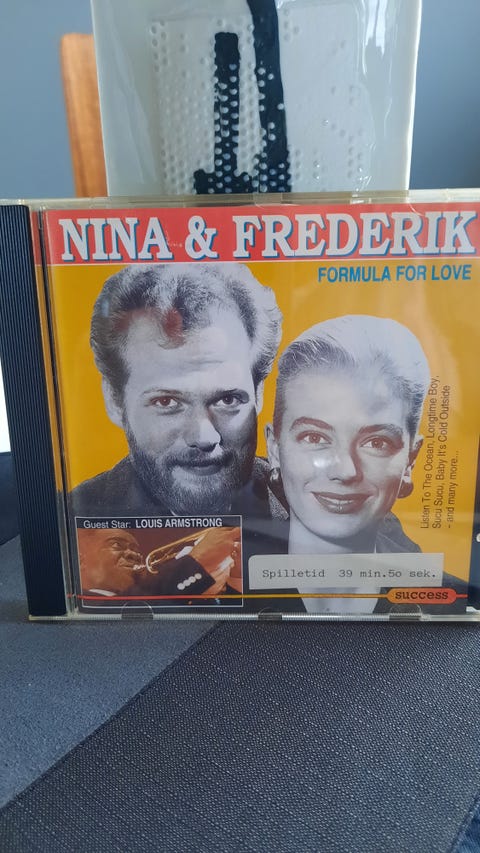 NINA & FREDERIK
FORMULA FOR LOVE
Listen To The Ocean, Longtime Boy,
Sucu Sucu, Baby It's Cold Outside
- and many more...
Guest Star: LOUIS ARMSTRONG
Spilletid 39 min.50 sek.
success